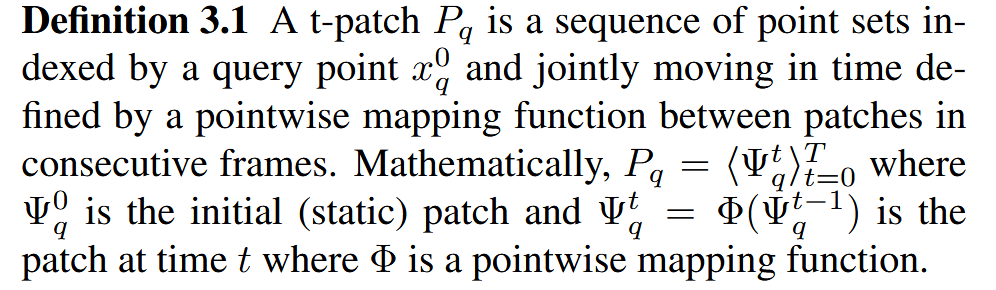 Definition 3.1 A t-patch $P_q$ is a sequence of point sets in-
dexed by a query point $x_q^0$ and jointly moving in time de-
fined by a pointwise mapping function between patches in
consecutive frames. Mathematically, $P_q = \langle \Psi_q^t \rangle_{t=0}^T$ where
$\Psi_q^0$ is the initial (static) patch and $\Psi_q^t = \Phi(\Psi_q^{t-1})$ is the
patch at time $t$ where $\Phi$ is a pointwise mapping function.